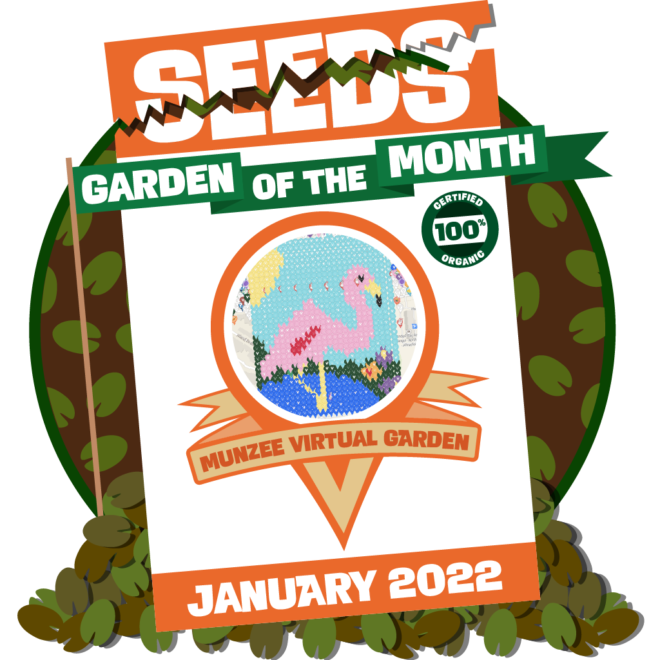 SEEDS
GARDEN OF THE MONTH
CERTIFIED
100%
ORGANIC
MUNZEE VIRTUAL GARDEN
JANUARY 2022